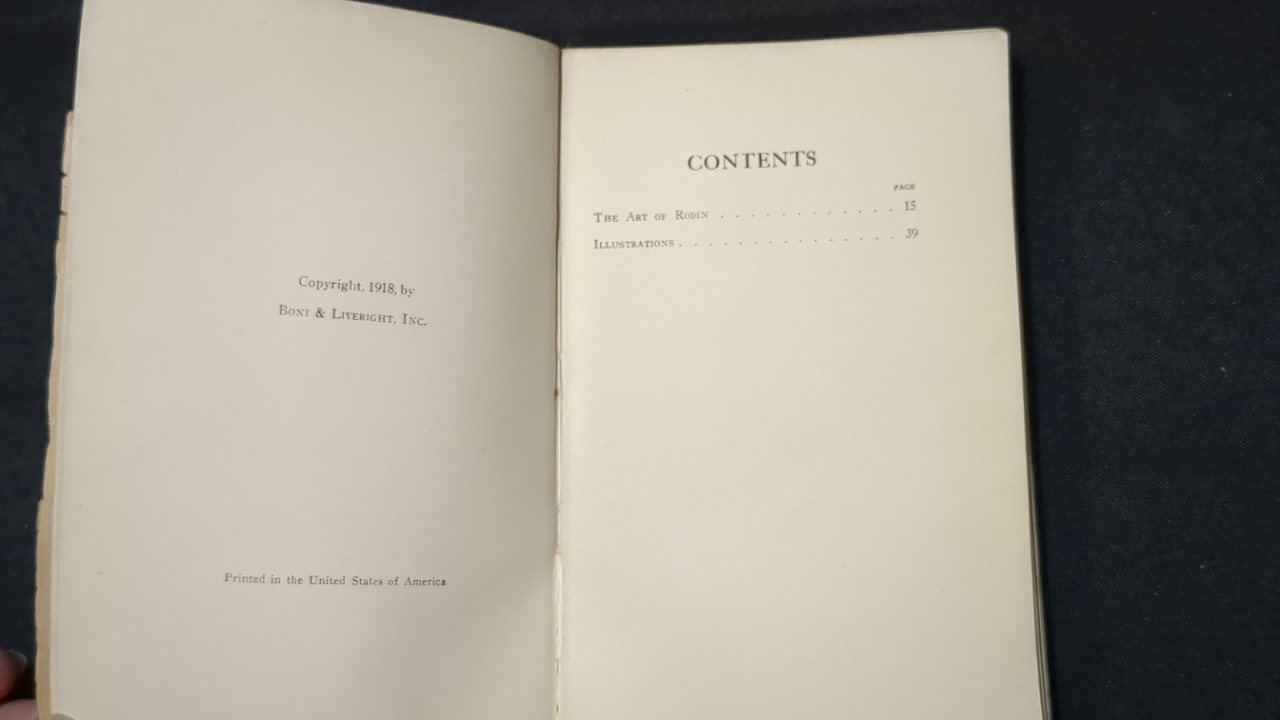 Copyright, 1918, by
BONI & LIVERIGHT, INC.
Printed in the United States of America
CONTENTS
PAGE
THE ART OF RODIN . . . . . . . . . . . . 15
ILLUSTRATIONS . . . . . . . . . . . . . . . 39